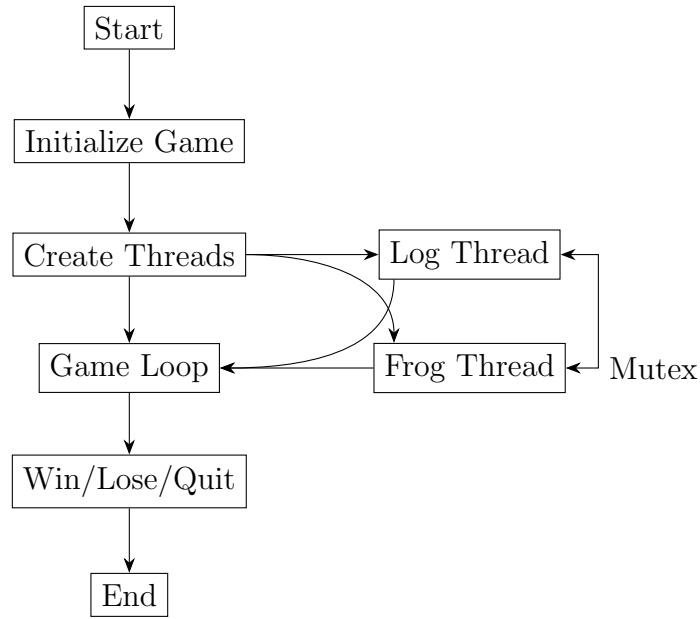 Start
Initialize Game
Create Threads
Log Thread
Game Loop
Frog Thread
Mutex
Win/Lose/Quit
End